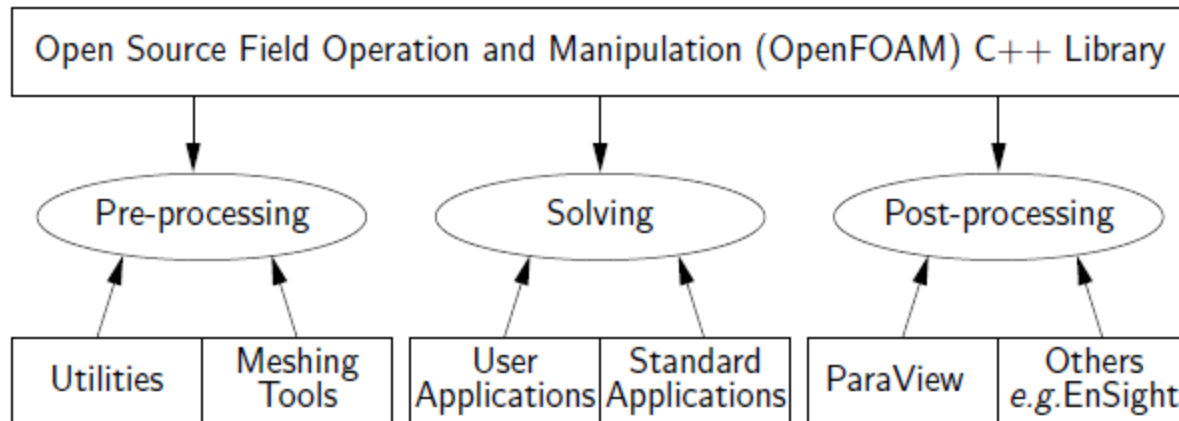 Open Source Field Operation and Manipulation (OpenFOAM) C++ Library
Pre-processing
Solving
Post-processing
Utilities
Meshing
Tools
User
Applications
Standard
Applications
ParaView
Others
e.g.EnSight